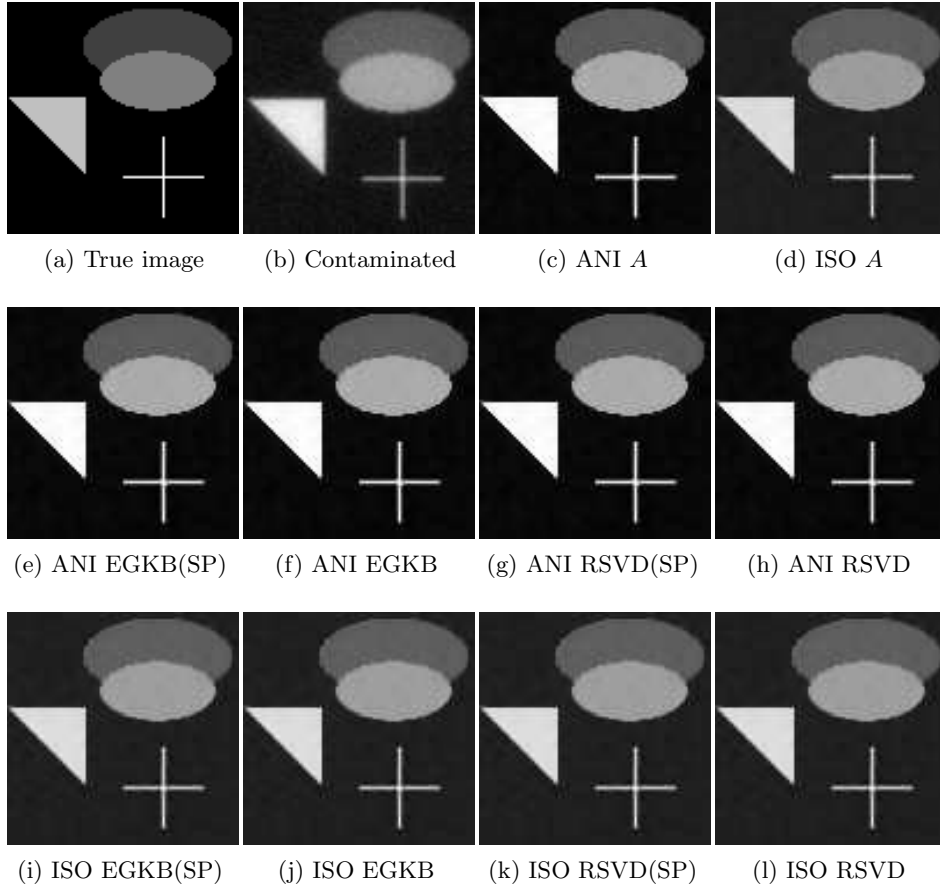 (a) True image (b) Contaminated (c) ANI A (d) ISO A
(e) ANI EGKB(SP) (f) ANI EGKB (g) ANI RSVD(SP) (h) ANI RSVD
(i) ISO EGKB(SP) (j) ISO EGKB (k) ISO RSVD(SP) (l) ISO RSVD